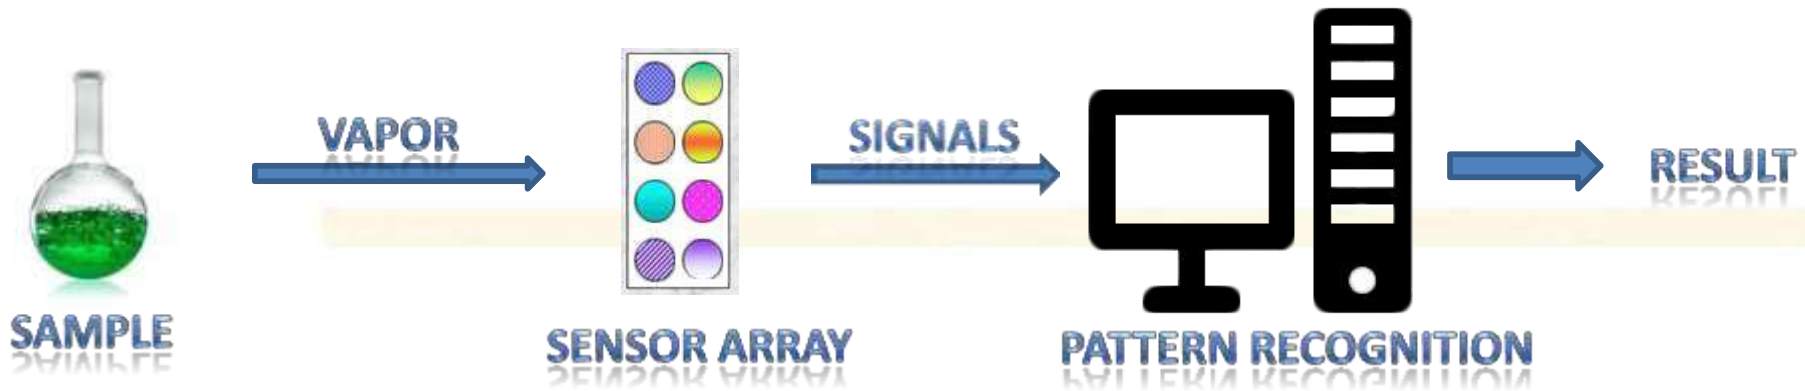 VAPOR
SIGNALS
RESULT
SAMPLE
SENSOR ARRAY
PATTERN RECOGNITION